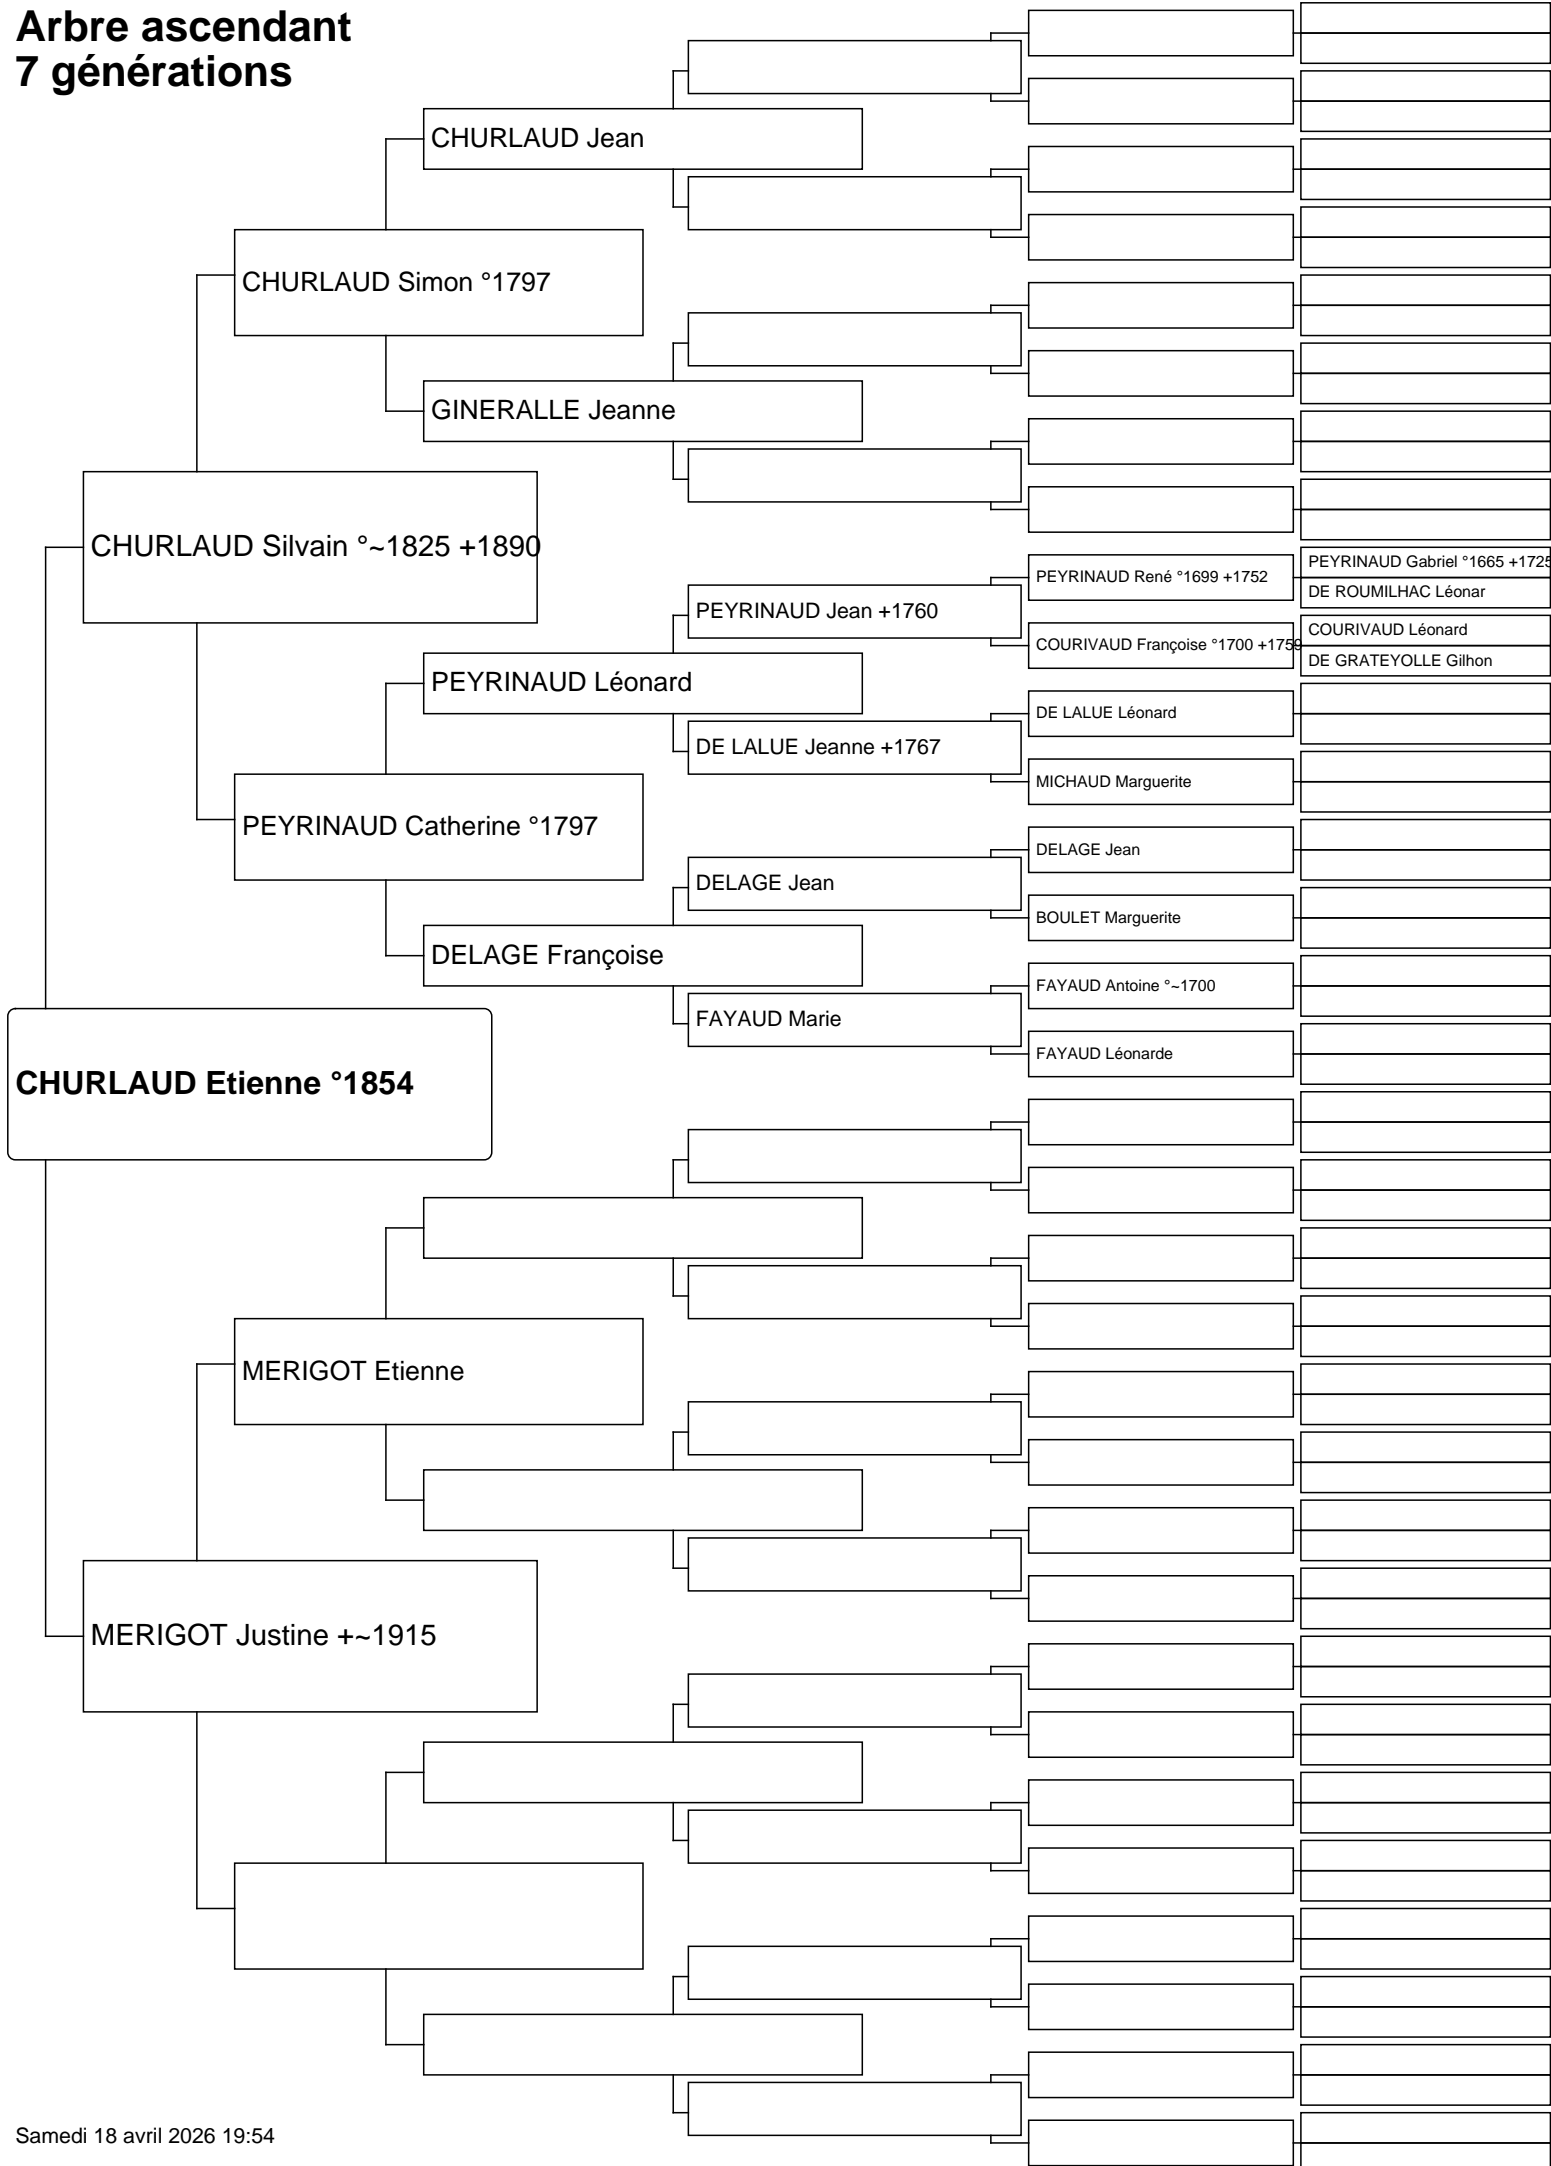 Arbre ascendant
7 générations
CHURLAUD Jean
CHURLAUD Simon °1797
GINERALLE Jeanne
CHURLAUD Silvain °~1825 +1890
PEYRINAUD Gabriel °1665 +1725
PEYRINAUD René °1699 +1752
DE ROUMILHAC Léonar
PEYRINAUD Jean +1760
COURIVAUD Léonard
COURIVAUD Françoise °1700 +1759
DE GRATEYOLLE Gilhon
PEYRINAUD Léonard
DE LALUE Léonard
DE LALUE Jeanne +1767
MICHAUD Marguerite
PEYRINAUD Catherine °1797
DELAGE Jean
DELAGE Jean
BOULET Marguerite
DELAGE Françoise
FAYAUD Antoine °~1700
FAYAUD Marie
FAYAUD Léonarde
CHURLAUD Etienne °1854
MERIGOT Etienne
MERIGOT Justine +~1915
Samedi 18 avril 2026 19:54